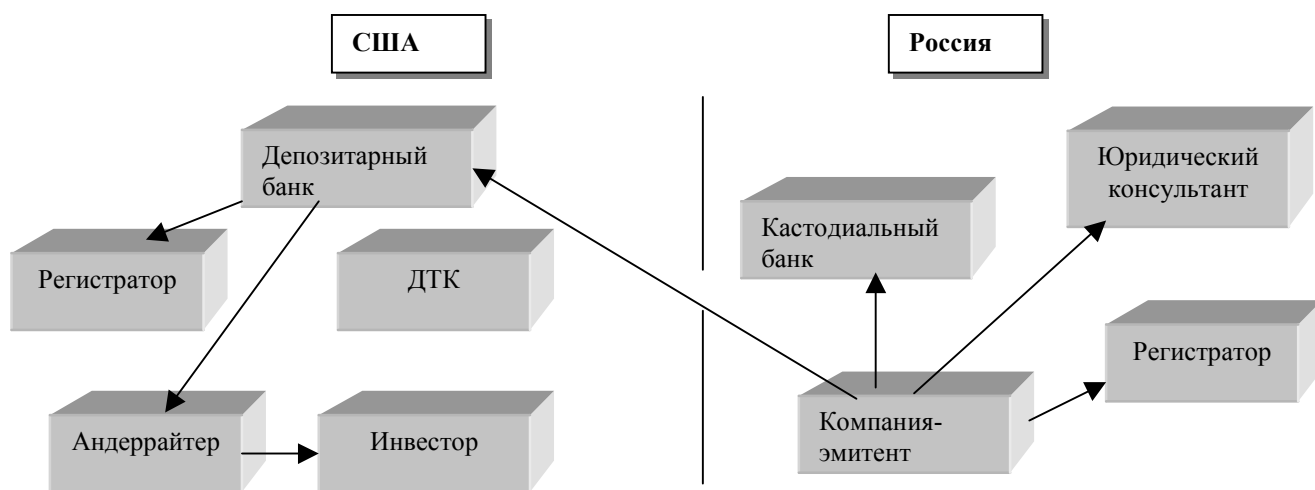 США
Россия
Депозитарный
банк
Юридический
консультант
Кастодиальный
банк
Регистратор
ДТК
Регистратор
Андеррайтер
Инвестор
Компания-
эмитент